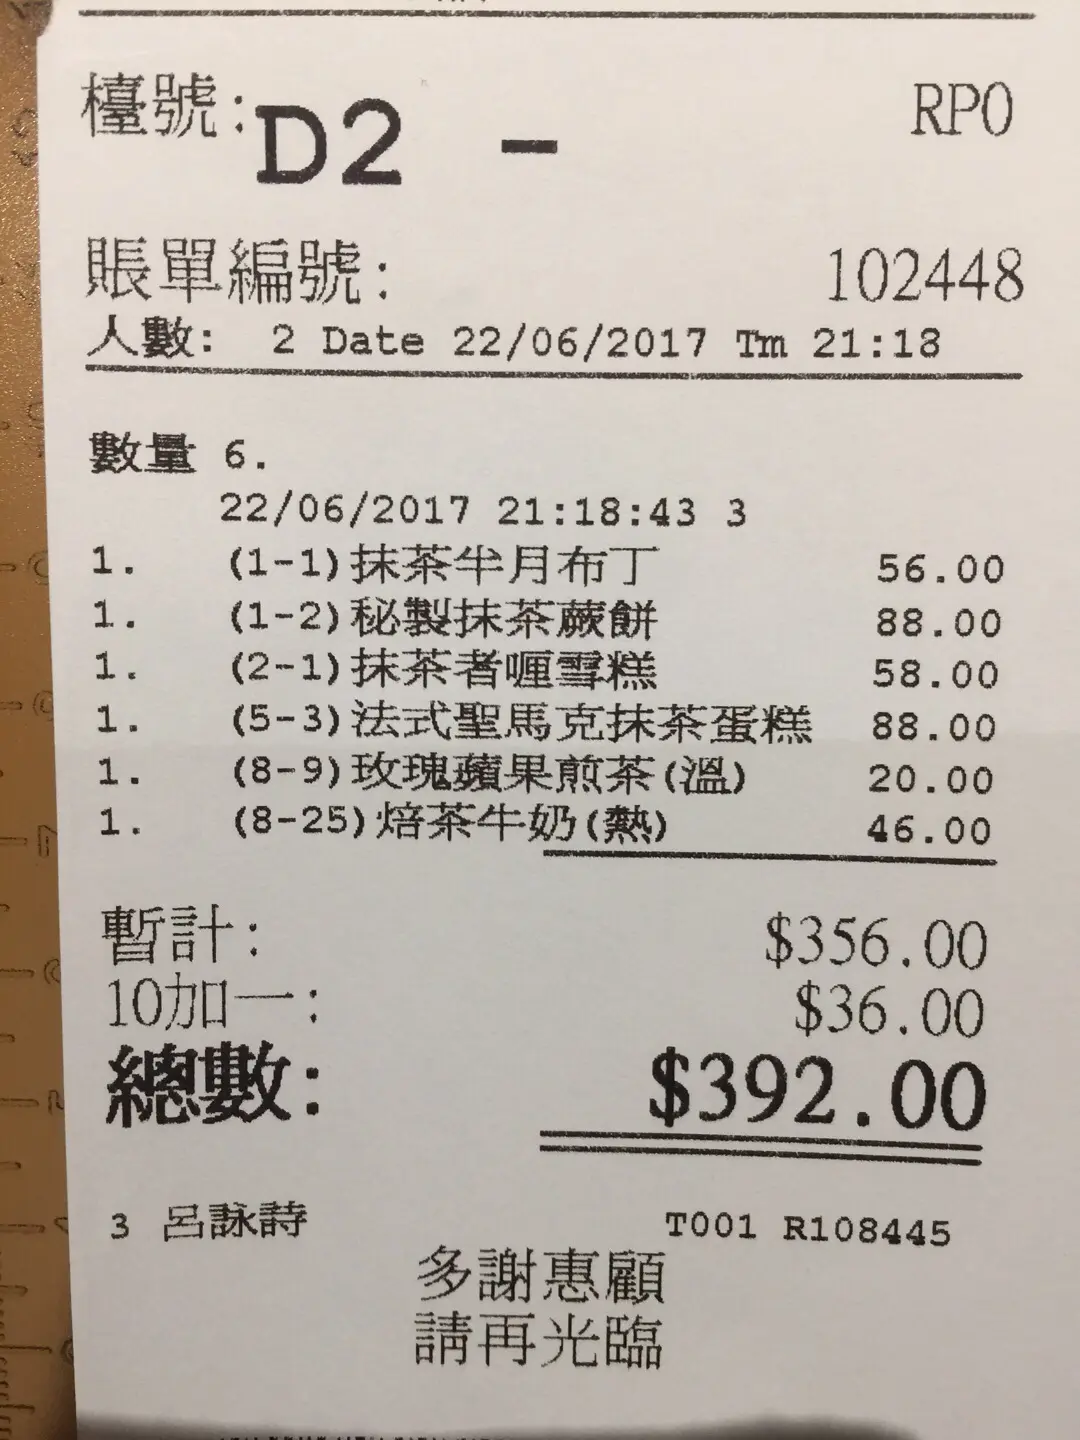 檯號: D2 - RP0
賬單編號: 102448
人數: 2 Date 22/06/2017 Tm 21:18
數量 6.
22/06/2017 21:18:43 3
1. (1-1)抹茶半月布丁 56.00
1. (1-2)秘製抹茶蕨餅 88.00
1. (2-1)抹茶者喱雪糕 58.00
1. (5-3)法式聖馬克抹茶蛋糕 88.00
1. (8-9)玫瑰蘋果煎茶(溫) 20.00
1. (8-25)焙茶牛奶(熱) 46.00
暫計: $356.00
10加一: $36.00
總數: $392.00
3 呂詠詩 T001 R108445
多謝惠顧
請再光臨